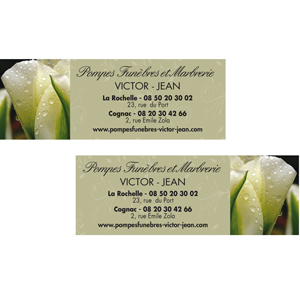 Pompes Funèbres et Marbrerie
VICTOR - JEAN
La Rochelle - 08 50 20 30 02
23, rue du Port
Cognac - 08 20 30 42 66
2, rue Emile Zola
www.pompesfunebres-victor-jean.com
Pompes Funèbres et Marbrerie
VICTOR - JEAN
La Rochelle - 08 50 20 30 02
23, rue du Port
Cognac - 08 20 30 42 66
2, rue Emile Zola
www.pompesfunebres-victor-jean.com